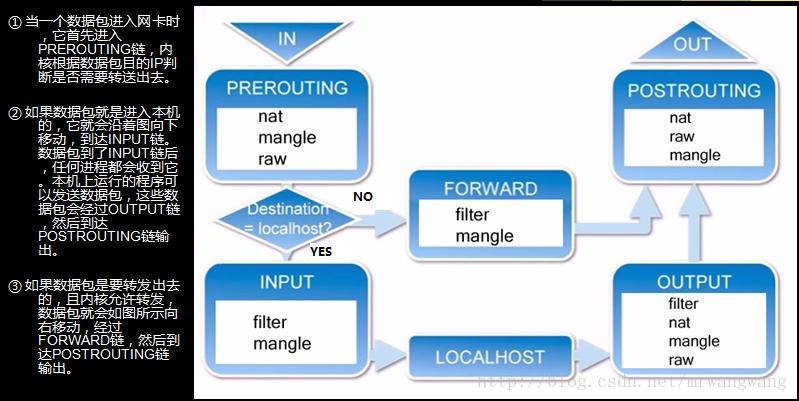 ① 当一个数据包进入网卡时
，它首先进入
PREROUTING链，内
核根据数据包目的IP判
断是否需要转送出去。
② 如果数据包就是进入本机
的，它就会沿着图向下
移动，到达INPUT链。
数据包到了INPUT链后
，任何进程都会收到它
。本机上运行的程序可
以发送数据包，这些数
据包会经过OUTPUT链
，然后到达
POSTROUTING链输
出。
③ 如果数据包是要转发出去
的，且内核允许转发，
数据包就会如图所示向
右移动，经过
FORWARD链，然后到
达POSTROUTING链
输出。
IN
PREROUTING
nat
mangle
raw
Destination
= localhost?
NO
YES
INPUT
filter
mangle
FORWARD
filter
mangle
LOCALHOST
OUT
POSTROUTING
nat
raw
mangle
OUTPUT
filter
nat
mangle
raw
http://blog.csdn.net/mrwangwang